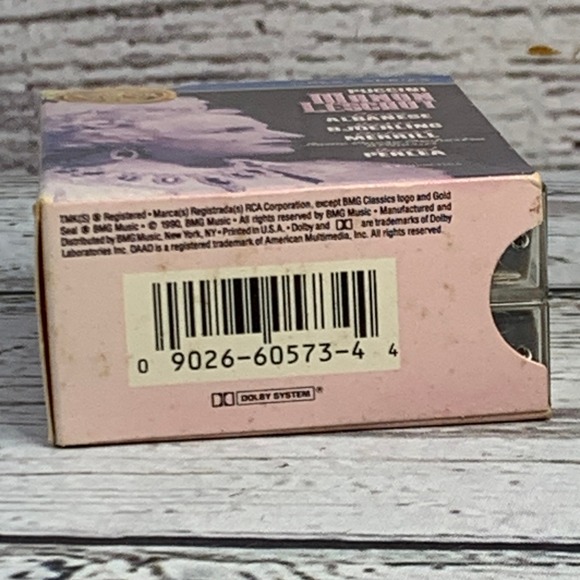 PUCCINI
MANON
LESCAUT
ALBANESE
BJOERLING
MERRILL
PERLEA
TMK(S) ® Registered • Marca(s) Registrada(s) RCA Corporation, except BMG Classics logo and Gold
Seal ® BMG Music • © 1990, BMG Music • All rights reserved by BMG Music • Manufactured and
Distributed by BMG Music, New York, NY • Printed in U.S.A. • Dolby and are trademarks of Dolby
Laboratories Inc. DAAD is a registered trademark of American Multimedia, Inc. All rights reserved.
0 9026-60573-4 4
DOLBY SYSTEM®